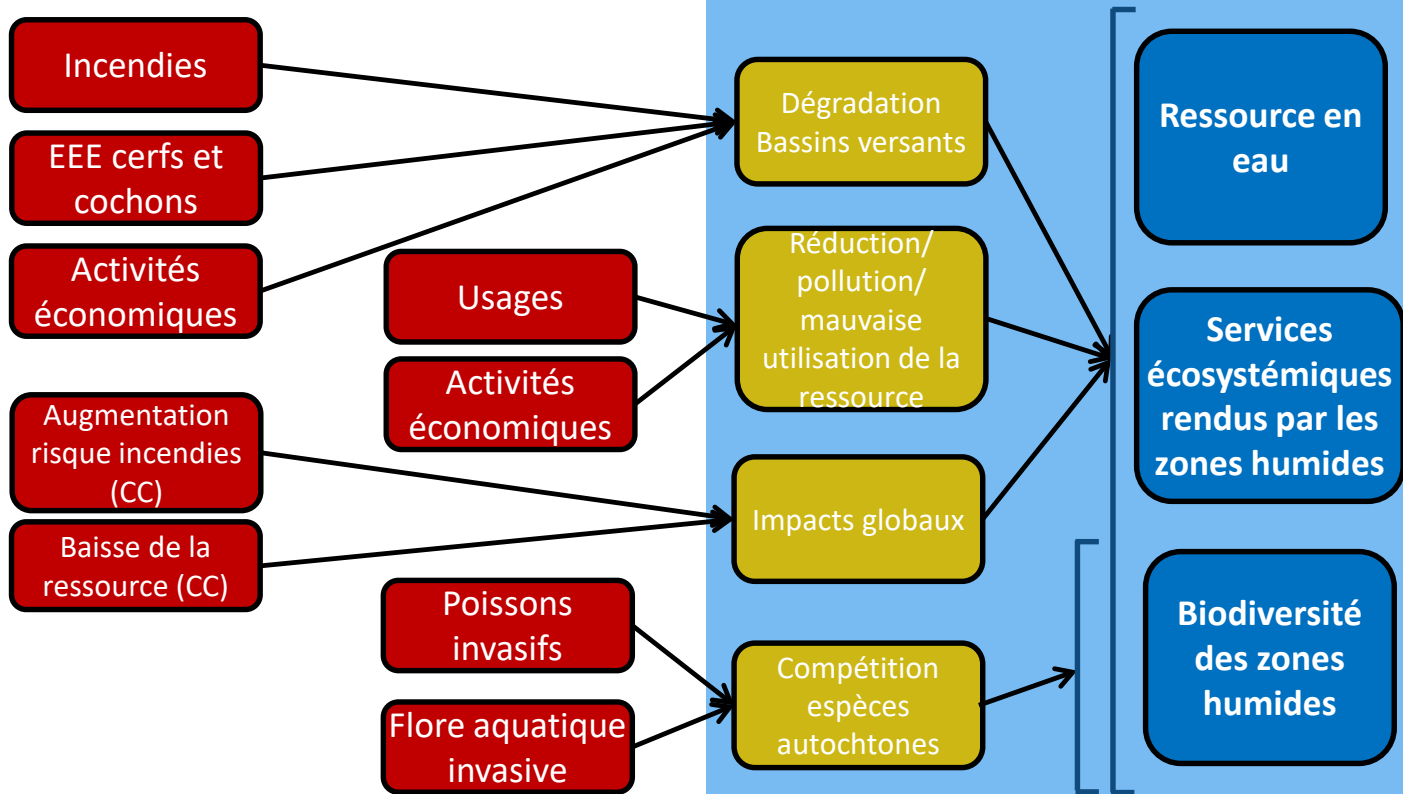 Incendies
EEE cerfs et
cochons
Activités
économiques
Augmentation
risque incendies
(CC)
Baisse de la
ressource (CC)
Usages
Activités
économiques
Poissons
invasifs
Flore aquatique
invasive
Dégradation
Bassins versants
Réduction/
pollution/
mauvaise
utilisation de la
ressource
Impacts globaux
Compétition
espèces
autochtones
Ressource en
eau
Services
écosystémiques
rendus par les
zones humides
Biodiversité
des zones
humides